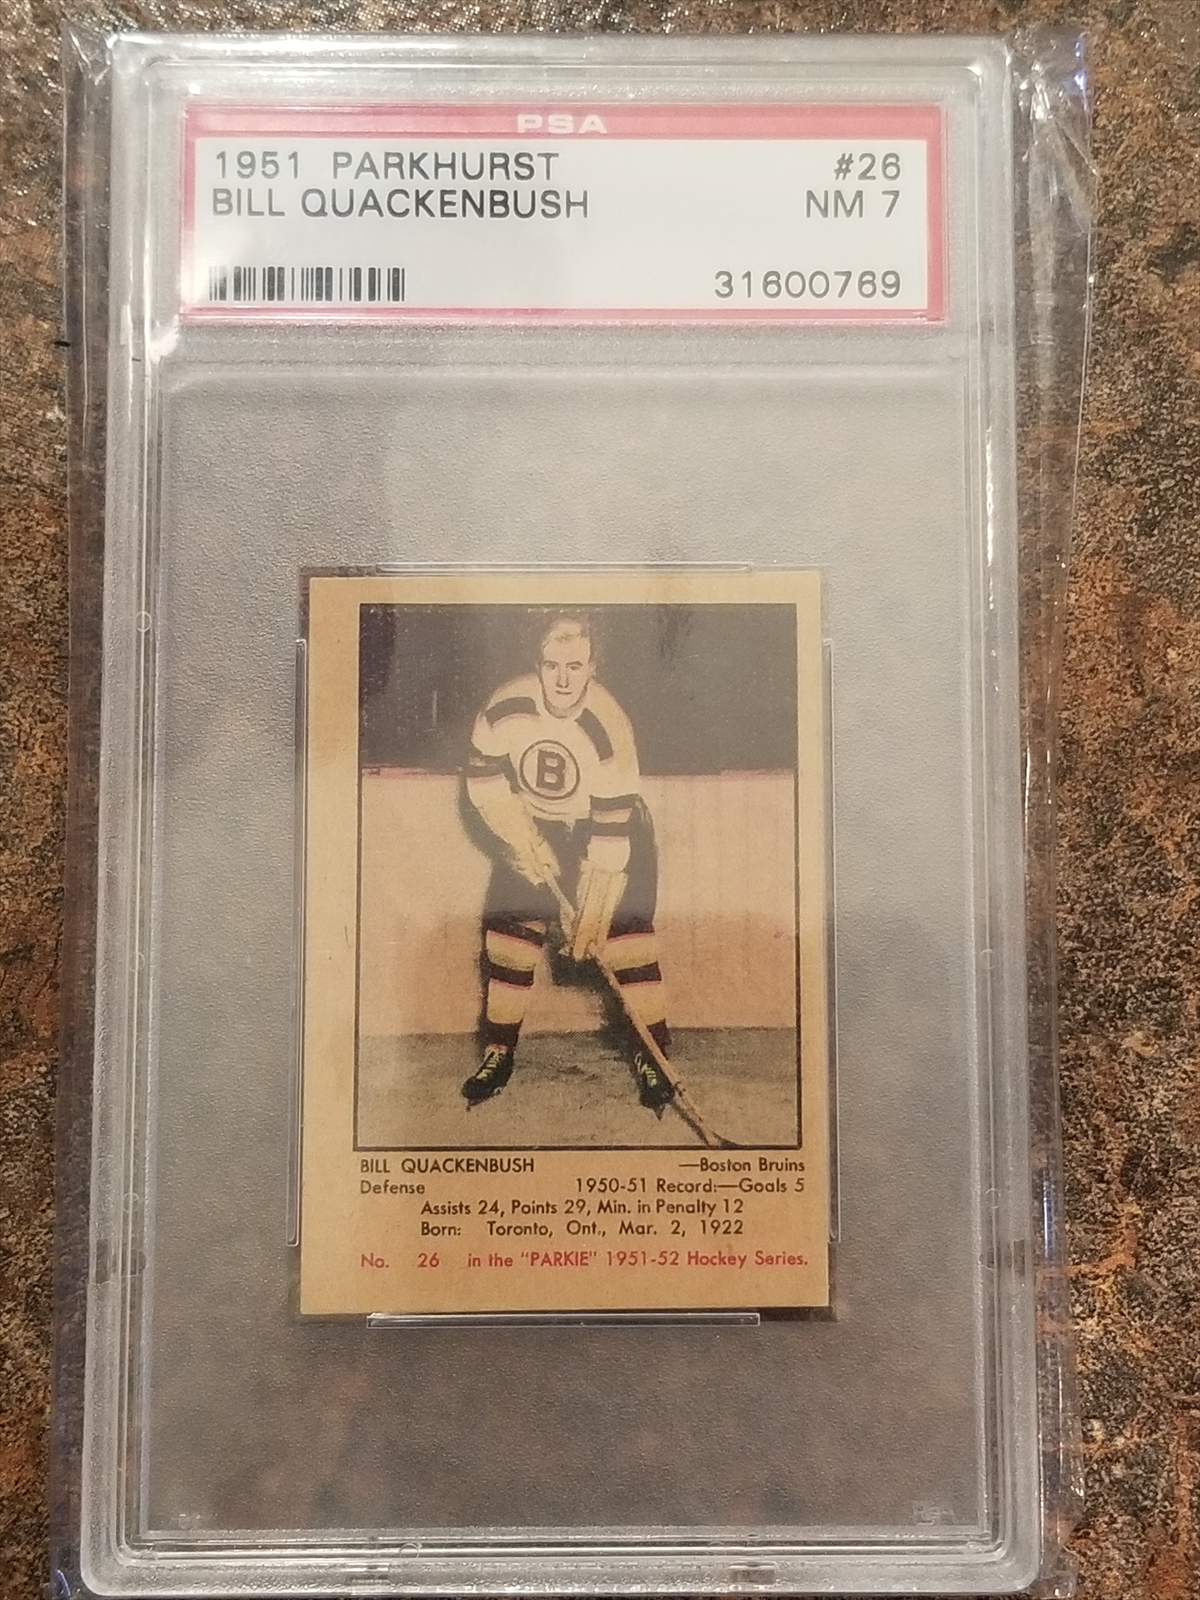 PSA
1951 PARKHURST #26
BILL QUACKENBUSH NM 7
31600769
B
BILL QUACKENBUSH —Boston Bruins
Defense 1950-51 Record:—Goals 5
Assists 24, Points 29, Min. in Penalty 12
Born: Toronto, Ont., Mar. 2, 1922
No. 26 in the "PARKIE" 1951-52 Hockey Series.
PSA